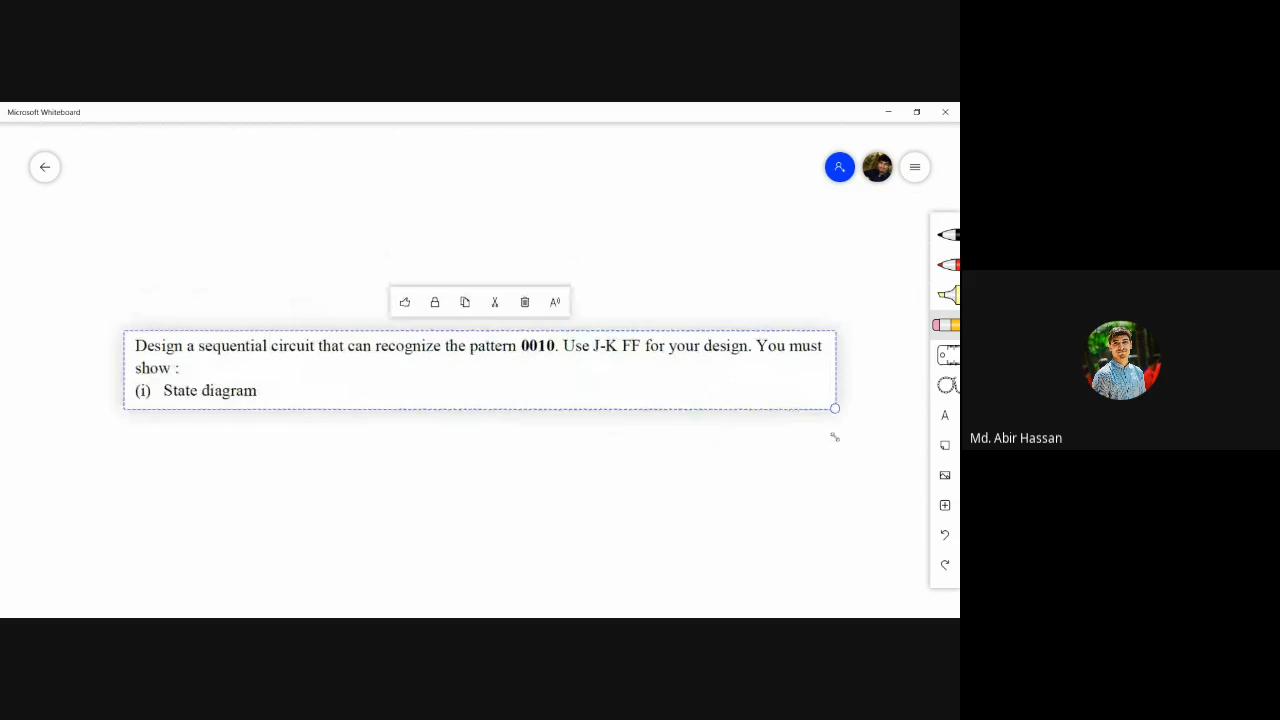 Microsoft Whiteboard
Design a sequential circuit that can recognize the pattern 0010. Use J-K FF for your design. You must
show :
(i) State diagram
Md. Abir Hassan